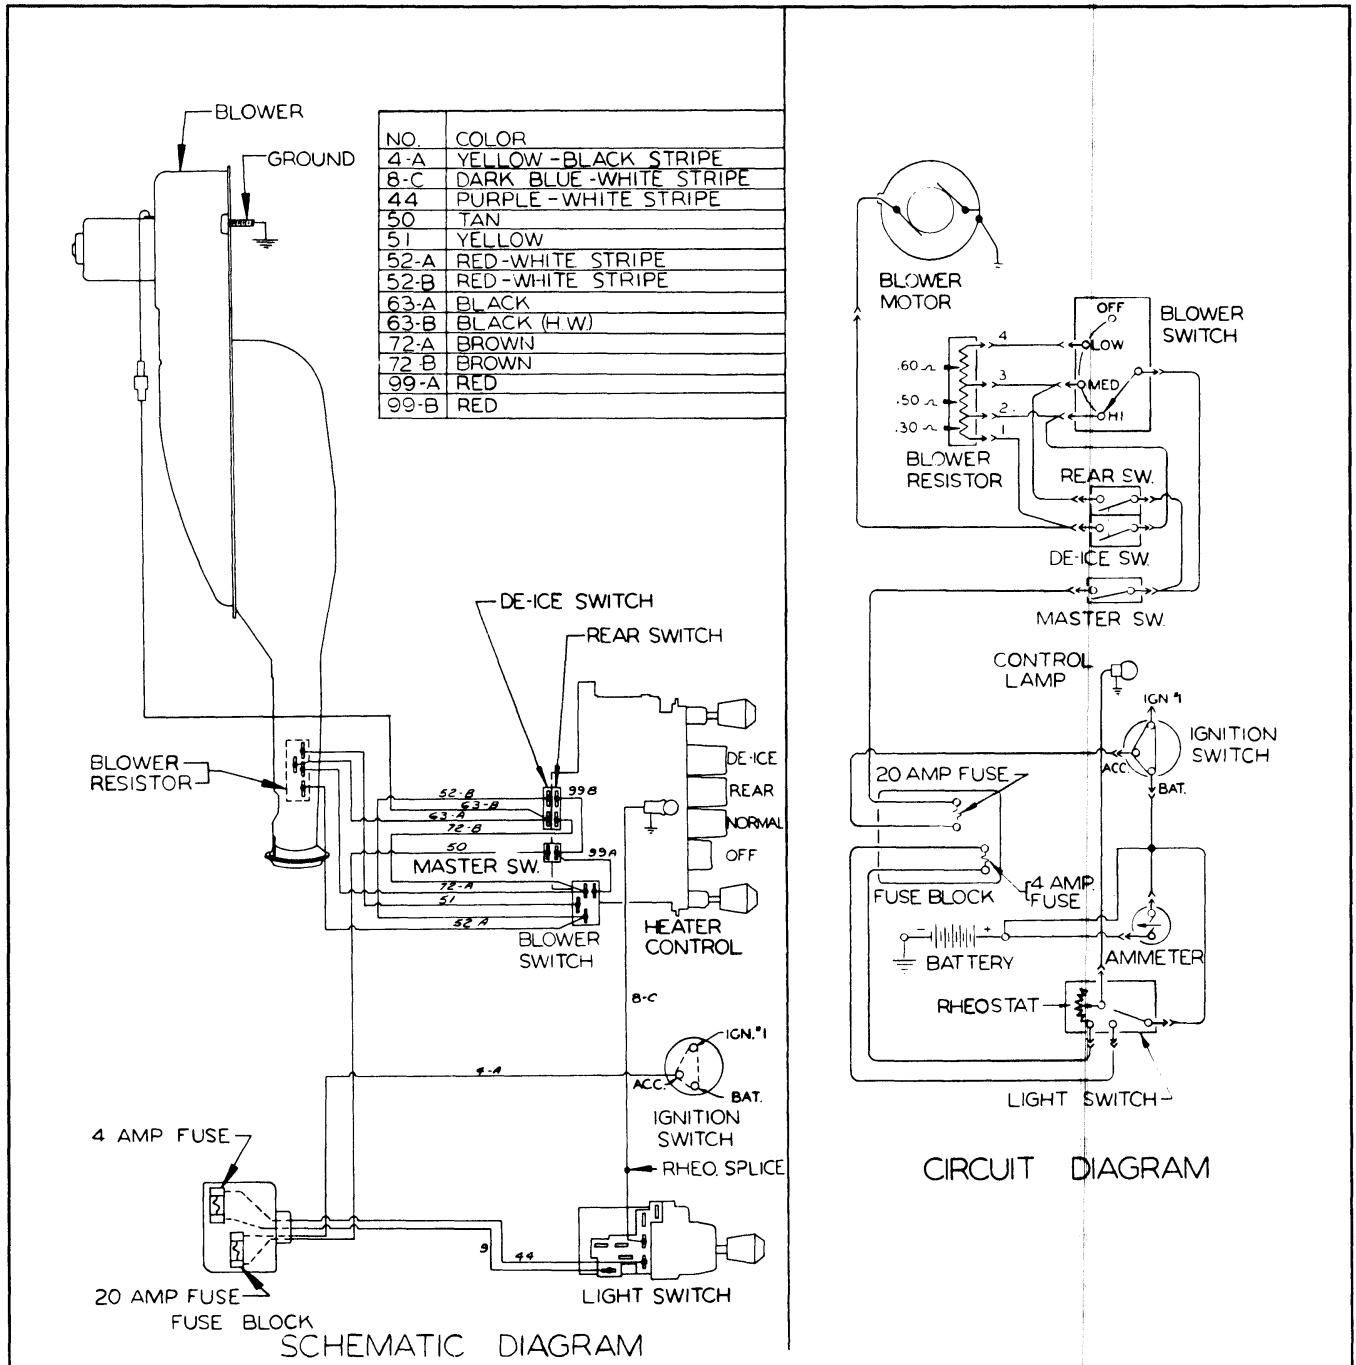 BLOWER
GROUND
NO. COLOR
4-A YELLOW-BLACK STRIPE
8-C DARK BLUE-WHITE STRIPE
44 PURPLE-WHITE STRIPE
50 TAN
51 YELLOW
52-A RED-WHITE STRIPE
52-B RED-WHITE STRIPE
63-A BLACK
63-B BLACK (H.W.)
72-A BROWN
72-B BROWN
99-A RED
99-B RED
DE-ICE SWITCH
REAR SWITCH
BLOWER
RESISTOR
52-B
99B
63-B
63-A
72-B
50
MASTER SW.
99A
72-A
51
52 A
BLOWER
SWITCH
DE-ICE
REAR
NORMAL
OFF
HEATER
CONTROL
8-C
IGN.#1
ACC.
BAT.
4-A
IGNITION
SWITCH
RHEO. SPLICE
4 AMP FUSE
9
44
20 AMP FUSE
FUSE BLOCK
LIGHT SWITCH
SCHEMATIC DIAGRAM
BLOWER
MOTOR
OFF
LOW
MED
HI
BLOWER
SWITCH
4
3
2
1
.60 Ω
.50 Ω
.30 Ω
BLOWER
RESISTOR
REAR SW.
DE-ICE SW.
MASTER SW.
CONTROL
LAMP
IGN #1
ACC.
BAT.
IGNITION
SWITCH
20 AMP FUSE
FUSE BLOCK
4 AMP.
FUSE
- +
BATTERY
AMMETER
RHEOSTAT
LIGHT SWITCH
CIRCUIT DIAGRAM